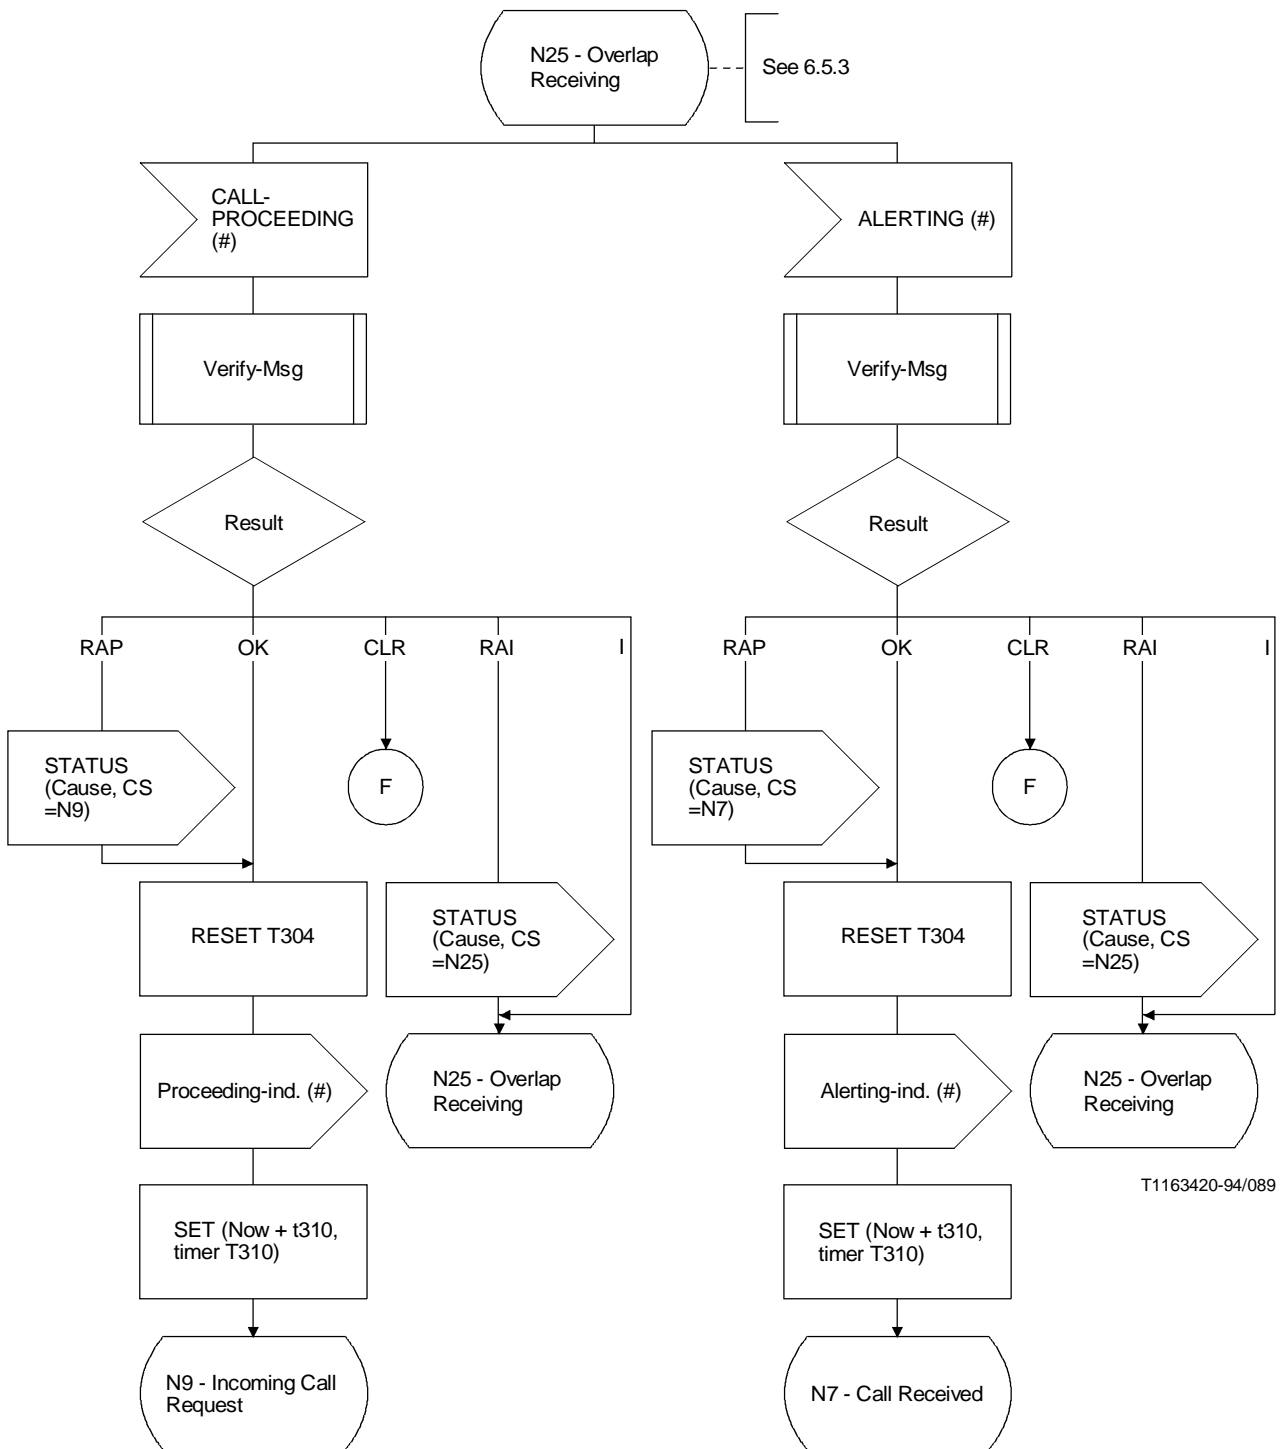 N25 - Overlap
Receiving
See 6.5.3
CALL-
PROCEEDING
(#)
ALERTING (#)
Verify-Msg
Verify-Msg
Result
Result
RAP
OK
CLR
RAI
I
RAP
OK
CLR
RAI
I
STATUS
(Cause, CS
=N9)
F
STATUS
(Cause, CS
=N7)
F
RESET T304
STATUS
(Cause, CS
=N25)
RESET T304
STATUS
(Cause, CS
=N25)
Proceeding-ind. (#)
N25 - Overlap
Receiving
Alerting-ind. (#)
N25 - Overlap
Receiving
T1163420-94/089
SET (Now + t310,
timer T310)
SET (Now + t310,
timer T310)
N9 - Incoming Call
Request
N7 - Call Received